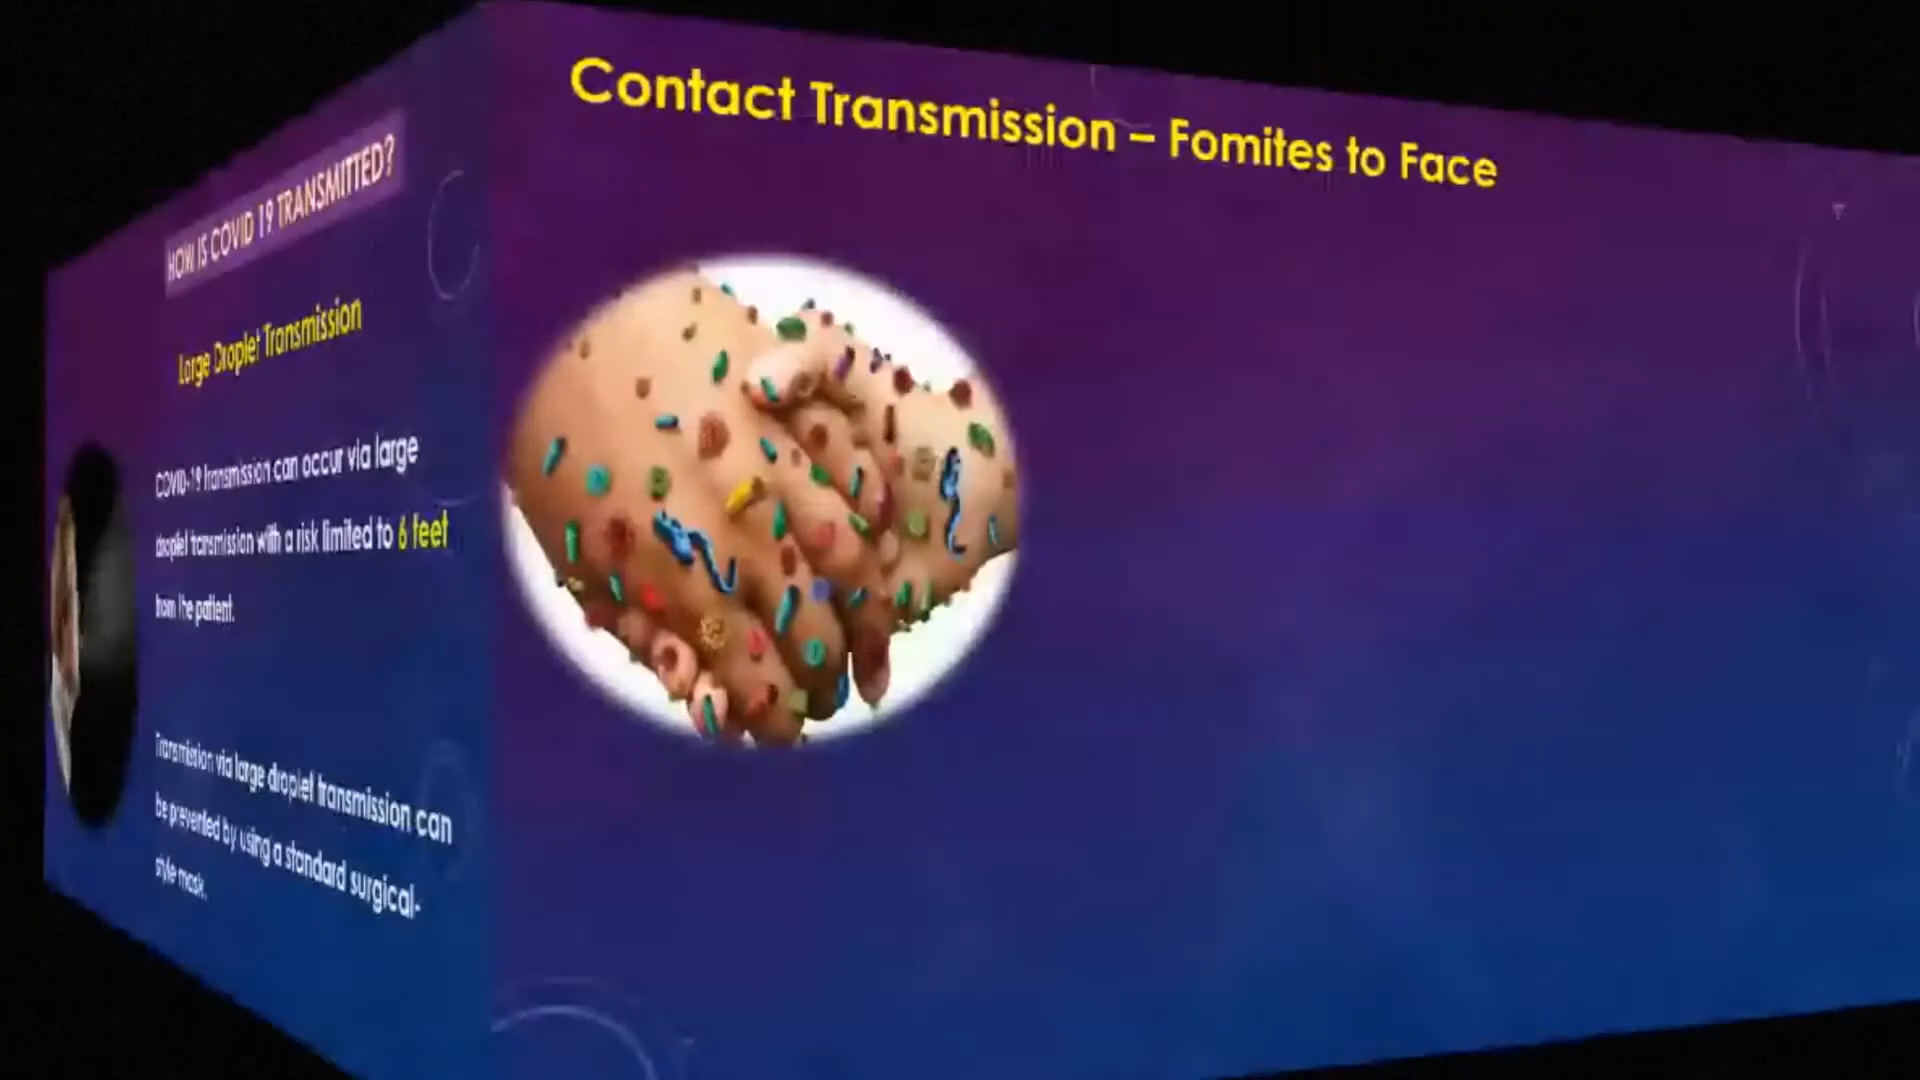 HOW IS COVID 19 TRANSMITTED?
Large Droplet Transmission
COVID-19 transmission can occur via large
droplet transmission with a risk limited to 6 feet
from the patient.
Transmission via large droplet transmission can
be prevented by using a standard surgical-
style mask.
Contact Transmission – Fomites to Face